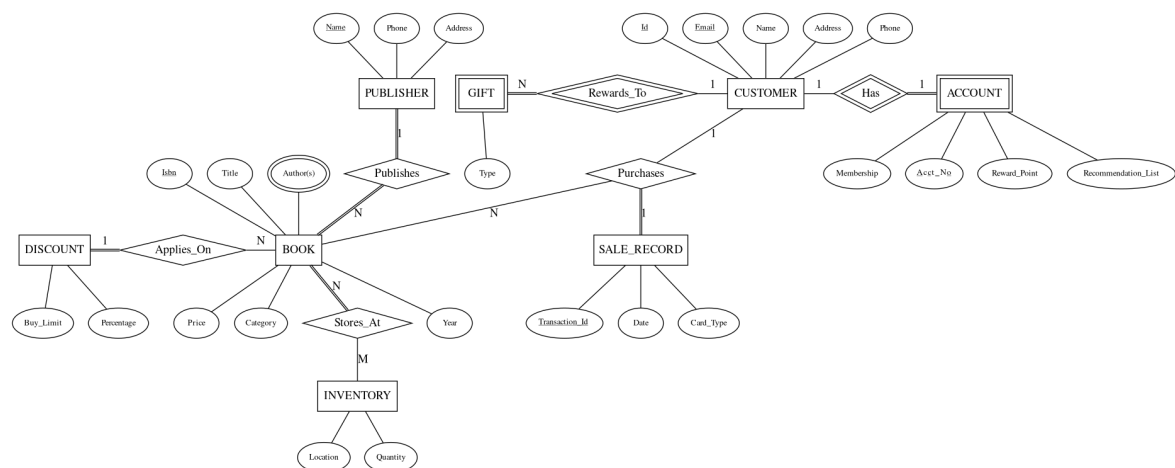 Name Phone Address Id Email Name Address Phone
PUBLISHER GIFT N Rewards_To 1 CUSTOMER 1 Has 1 ACCOUNT
1 1
Isbn Title Author(s) Publishes Type Purchases Membership Acct_No Reward_Point Recommendation_List
N N 1
DISCOUNT 1 Applies_On N BOOK SALE_RECORD
N
Buy_Limit Percentage Price Category Stores_At Year Transaction_Id Date Card_Type
M
INVENTORY
Location Quantity